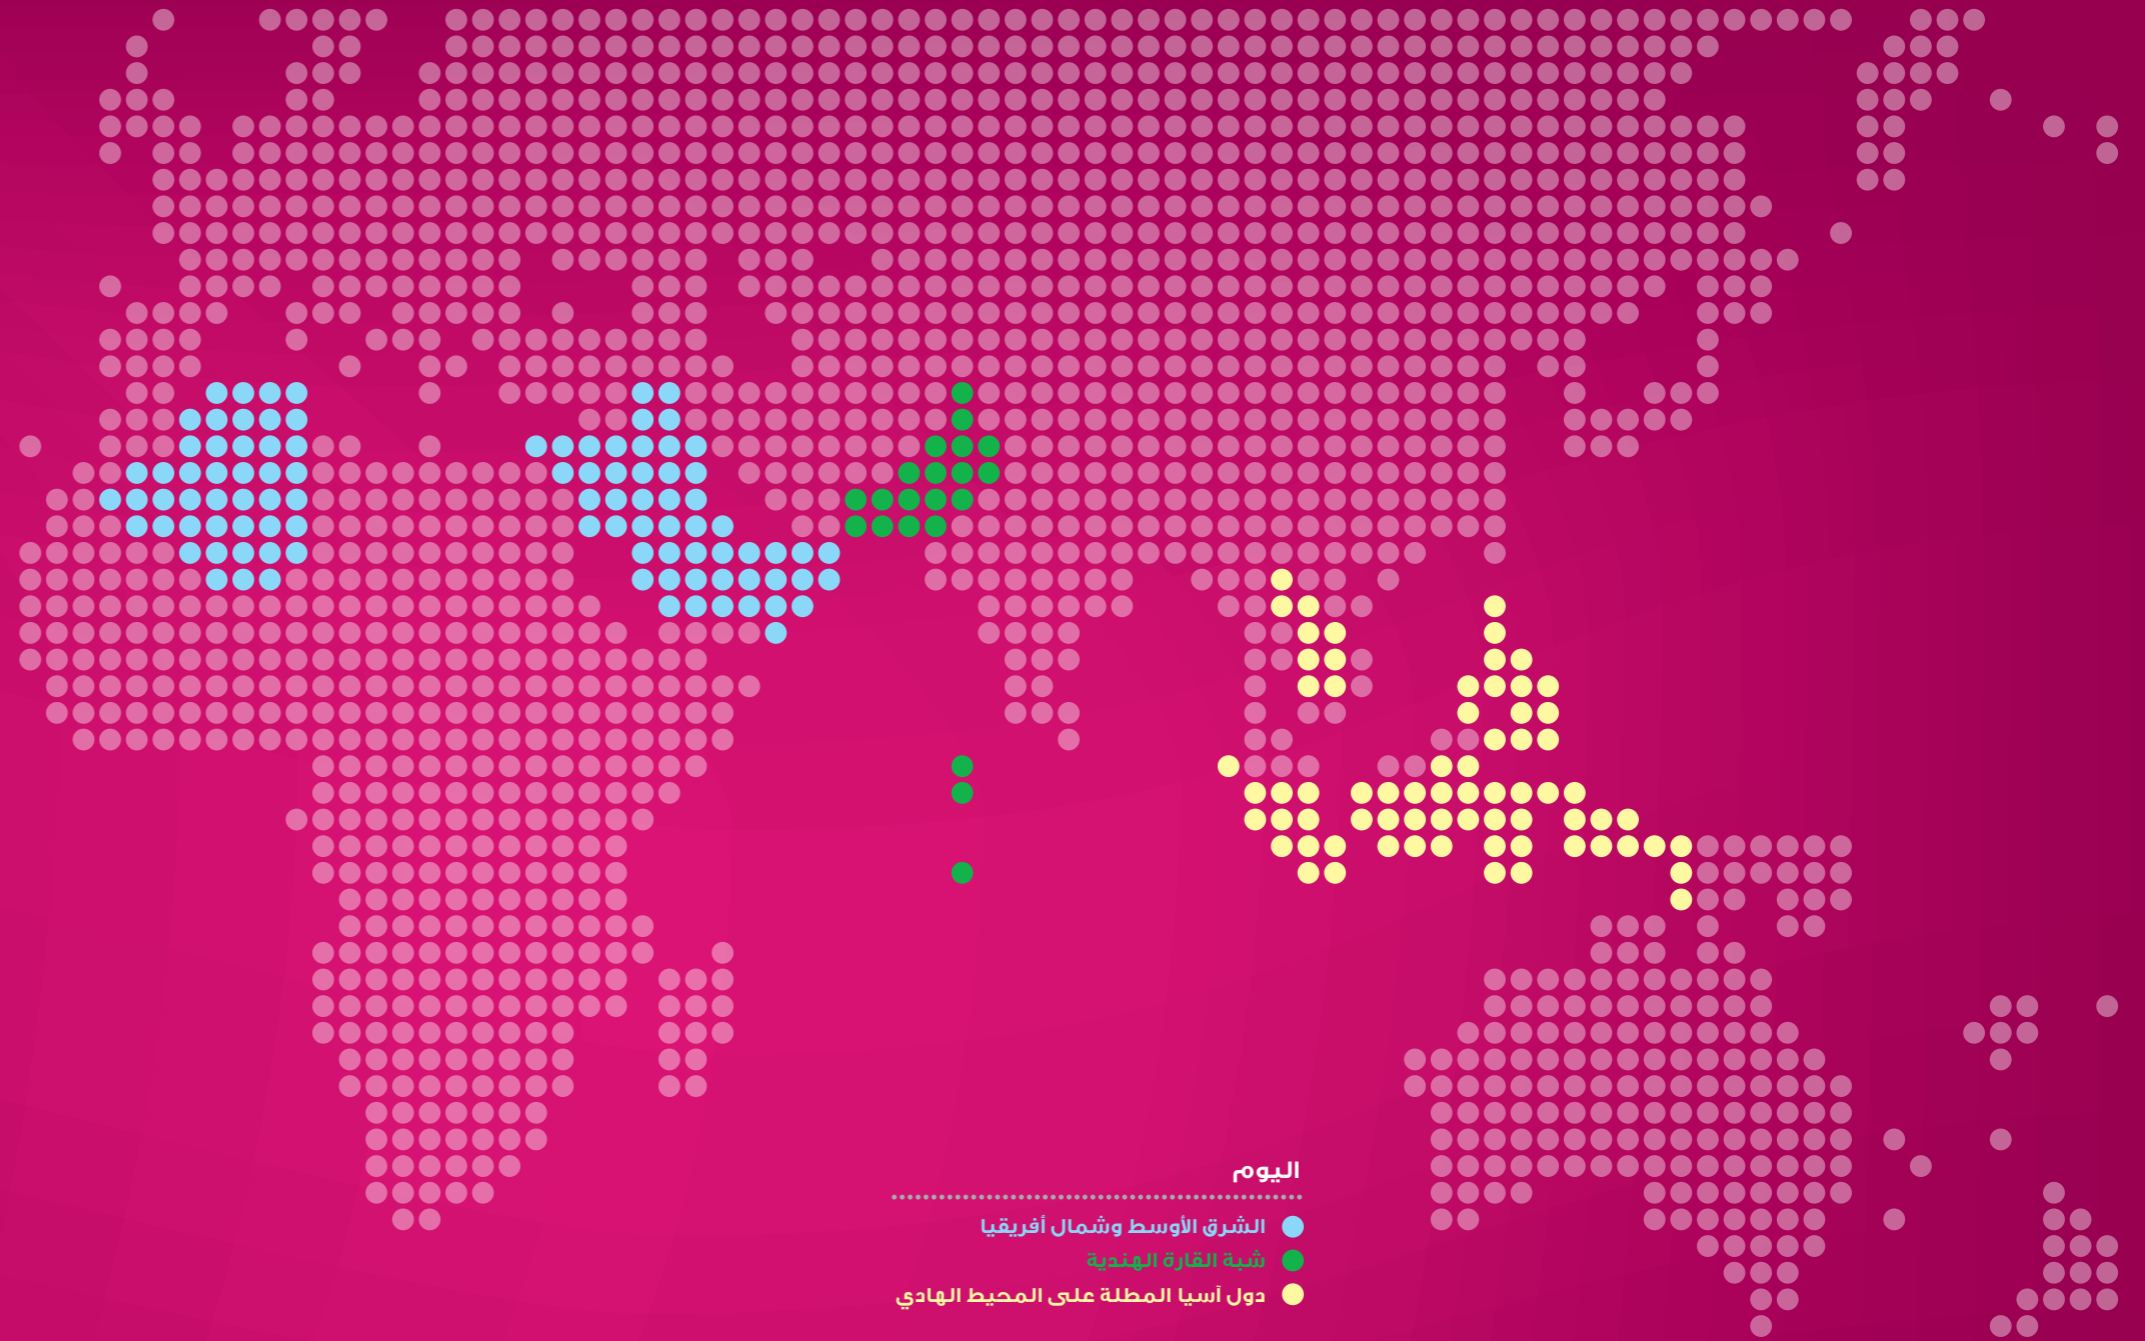 اليوم
الشرق الأوسط وشمال أفريقيا
شبة القارة الهندية
دول آسيا المطلة على المحيط الهادي